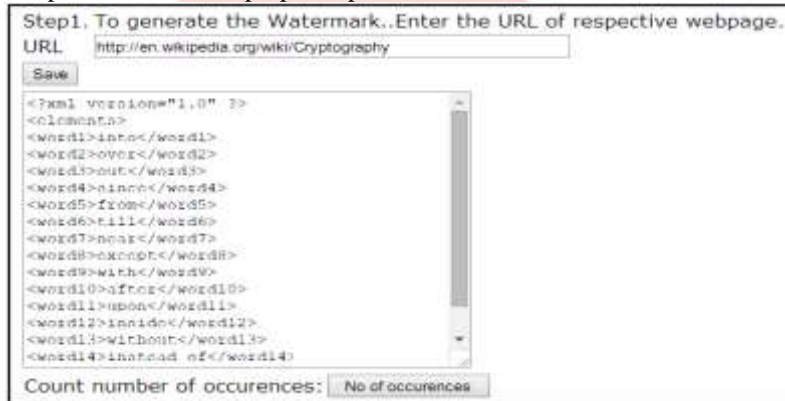 Step1. To generate the Watermark..Enter the URL of respective webpage.
URL http://en.wikipedia.org/wiki/Cryptography
Save
<?xml version="1.0" ?>
<elements>
<word1>into</word1>
<word2>over</word2>
<word3>out</word3>
<word4>since</word4>
<word5>from</word5>
<word6>till</word6>
<word7>near</word7>
<word8>except</word8>
<word9>with</word9>
<word10>after</word10>
<word11>upon</word11>
<word12>inside</word12>
<word13>without</word13>
<word14>instead of</word14>
Count number of occurences: No of occurences